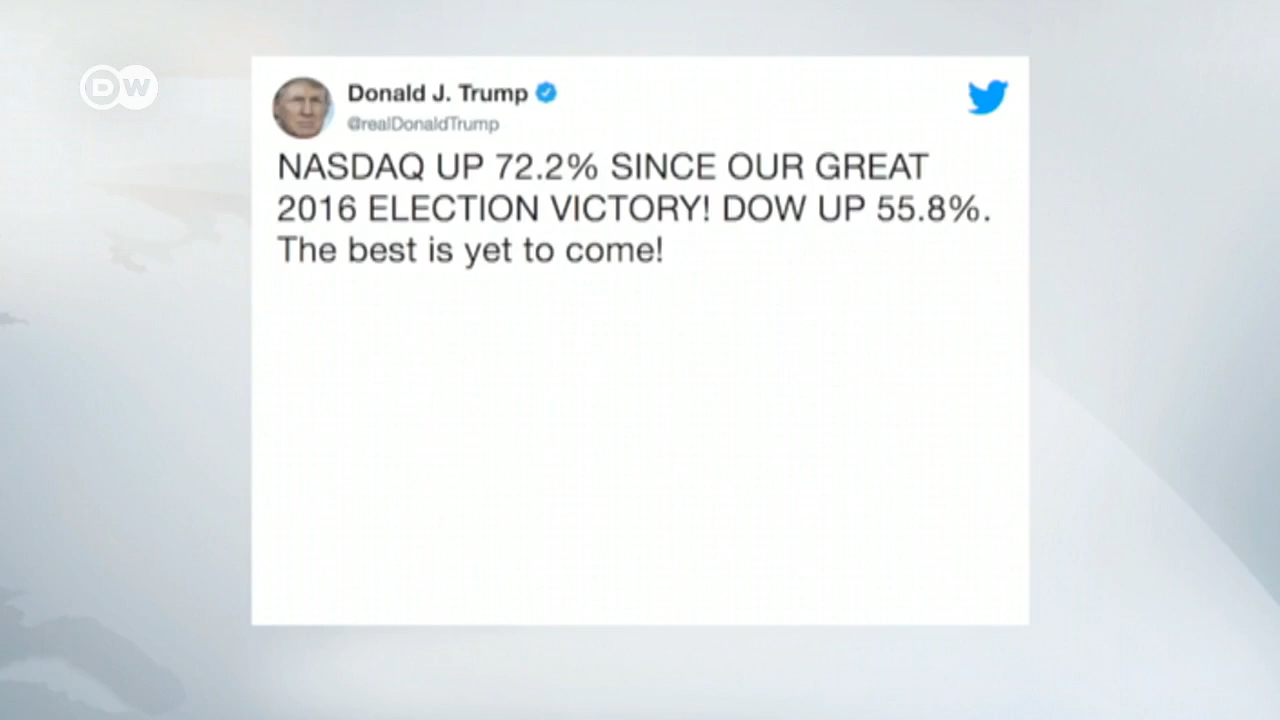 DW
Donald J. Trump
@realDonaldTrump
NASDAQ UP 72.2% SINCE OUR GREAT
2016 ELECTION VICTORY! DOW UP 55.8%.
The best is yet to come!